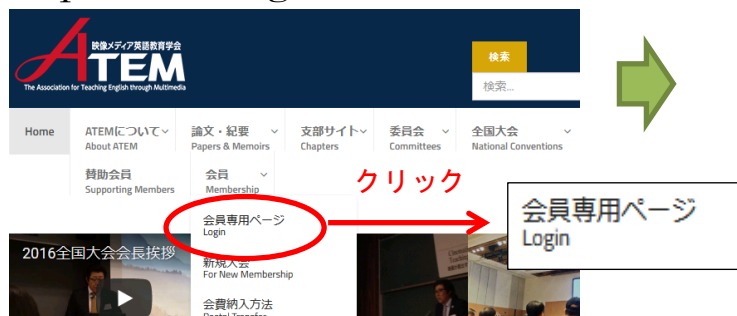 映像メディア英語教育学会
ATEM
The Association for Teaching English through Multimedia
検索
検索...
Home
ATEMについて
About ATEM
論文・紀要
Papers & Memoirs
支部サイト
Chapters
委員会
Committees
全国大会
National Conventions
賛助会員
Supporting Members
会員
Membership
クリック
会員専用ページ
Login
会員専用ページ
Login
2016全国大会会長挨拶
新規入会
For New Membership
会費納入方法
Postal Transfer